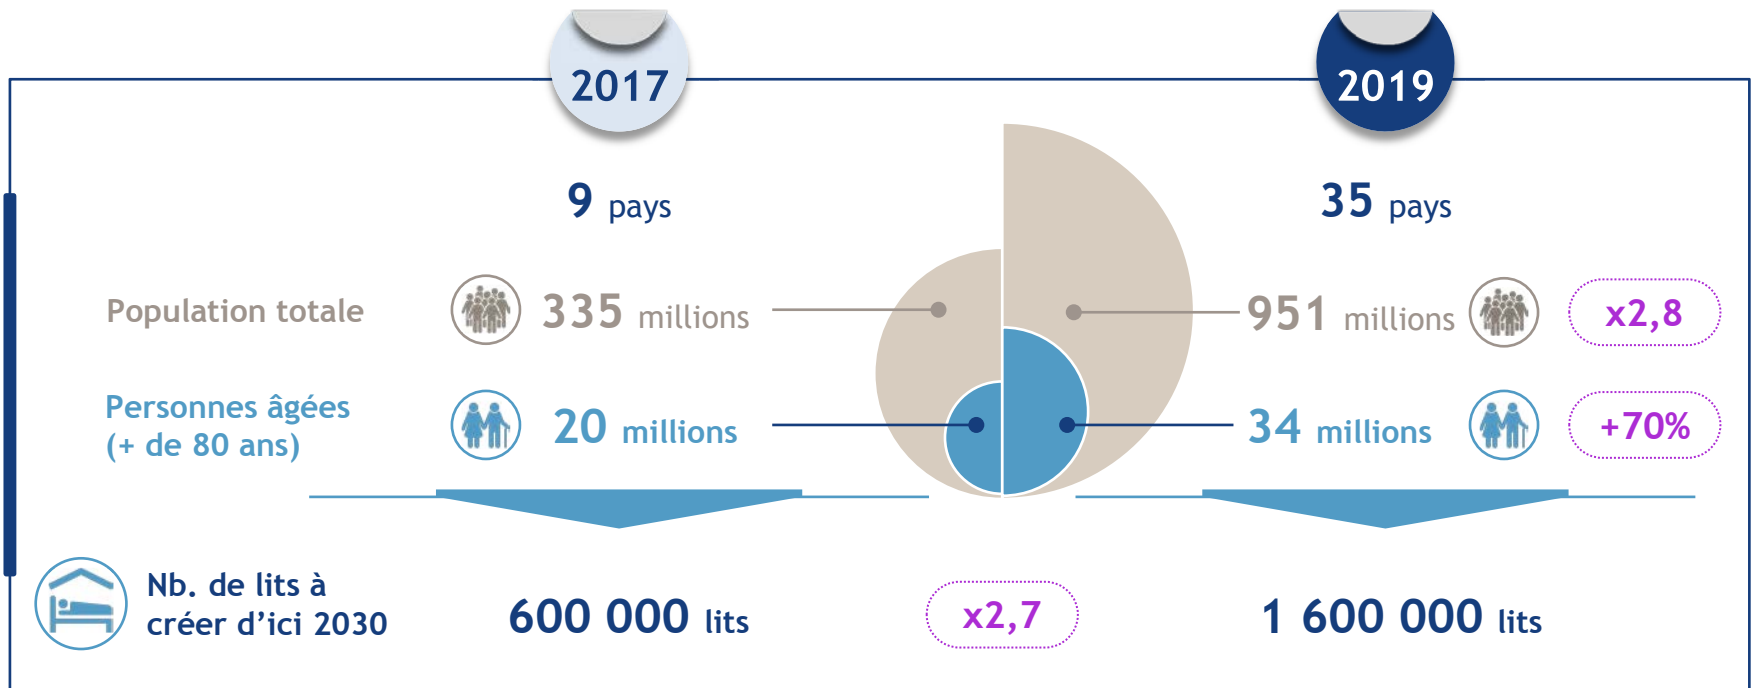 2017
2019
9 pays
35 pays
Population totale
335 millions
951 millions
x2,8
Personnes âgées
(+ de 80 ans)
20 millions
34 millions
+70%
Nb. de lits à
créer d’ici 2030
600 000 lits
x2,7
1 600 000 lits